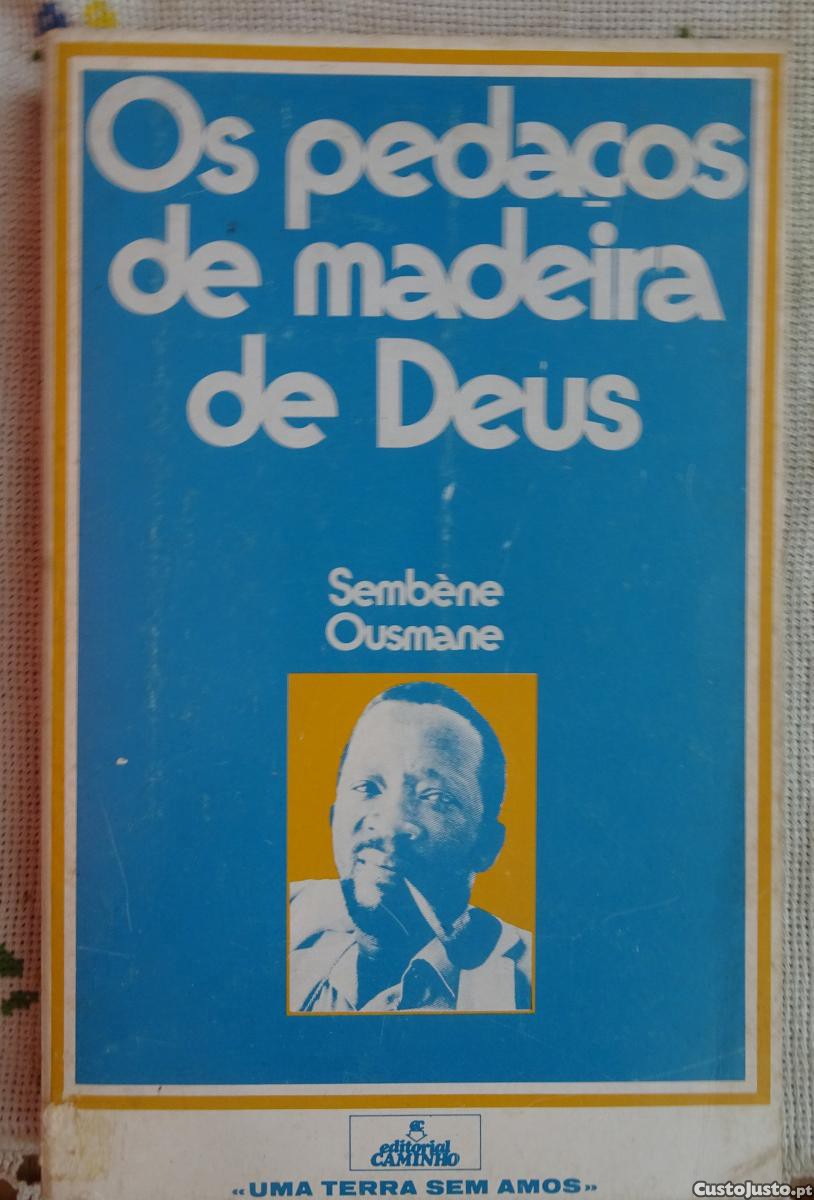 Os pedaços
de madeira
de Deus
Sembène
Ousmane
editorial
CAMINHO
«UMA TERRA SEM AMOS»
CustoJusto.pt